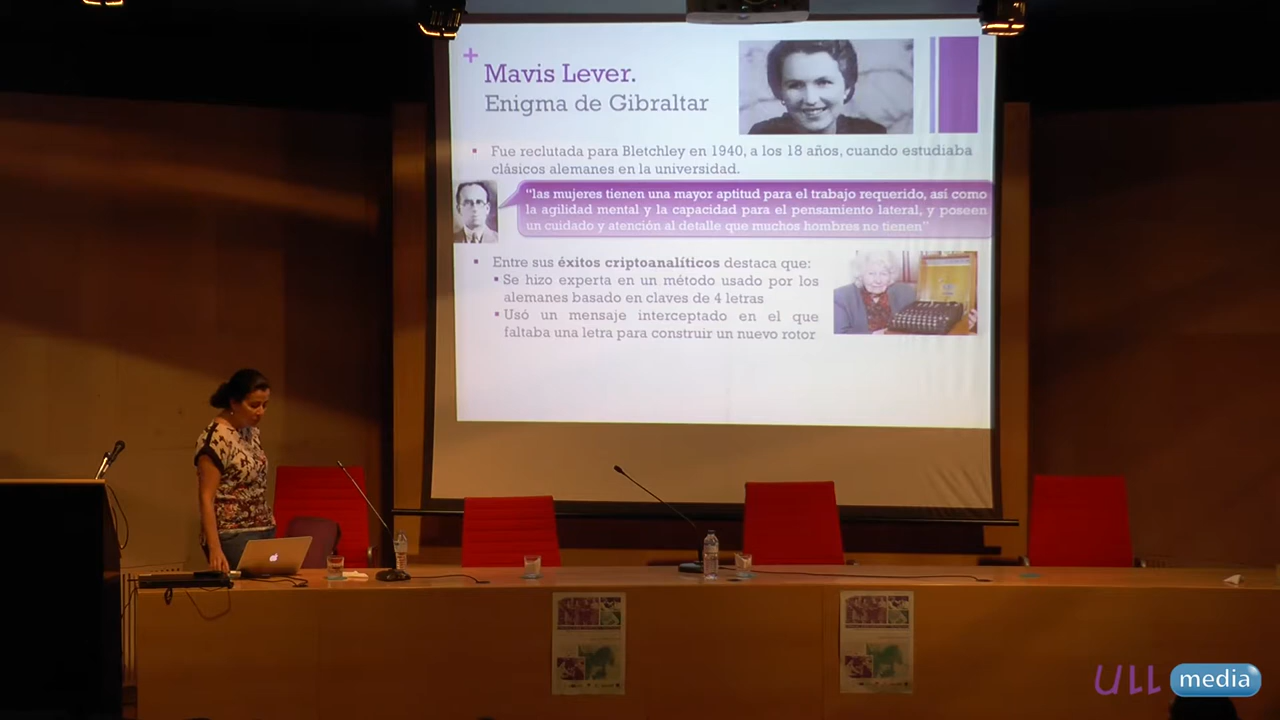 +
Mavis Lever.
Enigma de Gibraltar
▪ Fue reclutada para Bletchley en 1940, a los 18 años, cuando estudiaba
clásicos alemanes en la universidad.
“las mujeres tienen una mayor aptitud para el trabajo requerido, así como
la agilidad mental y la capacidad para el pensamiento lateral, y poseen
un cuidado y atención al detalle que muchos hombres no tienen”
▪ Entre sus éxitos criptoanalíticos destaca que:
▪ Se hizo experta en un método usado por los
alemanes basado en claves de 4 letras
▪ Usó un mensaje interceptado en el que
faltaba una letra para construir un nuevo rotor
ULL media